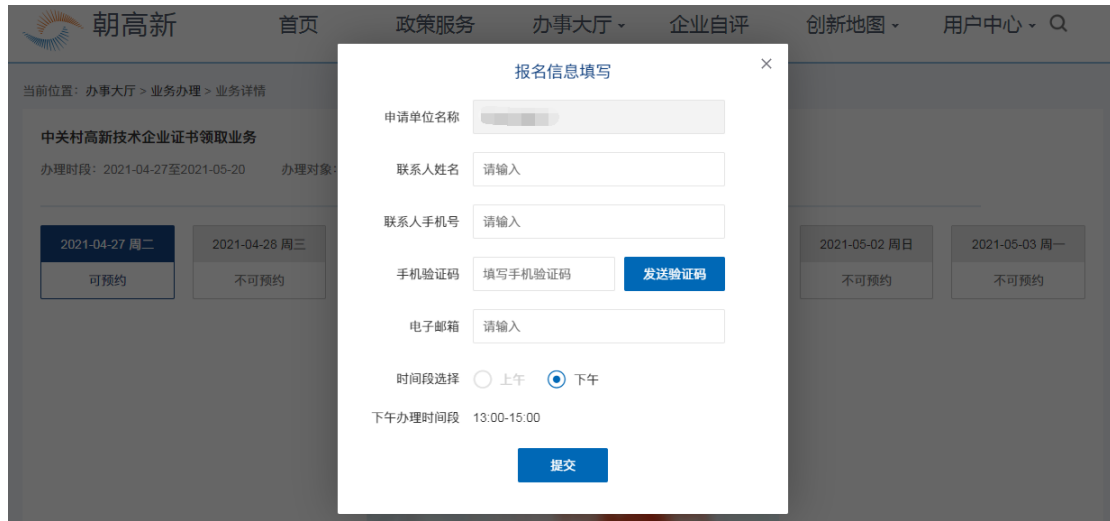 朝高新 首页 政策服务 办事大厅 企业自评 创新地图 用户中心
报名信息填写
当前位置：办事大厅 > 业务办理 > 业务详情
申请单位名称
中关村高新技术企业证书领取业务
办理时段：2021-04-27至2021-05-20 办理对象：
联系人姓名 请输入
联系人手机号 请输入
2021-04-27 周二 2021-04-28 周三 2021-05-02 周日 2021-05-03 周一
可预约 不可预约 不可预约 不可预约
手机验证码 填写手机验证码 发送验证码
电子邮箱 请输入
时间段选择 上午 下午
下午办理时间段 13:00-15:00
提交